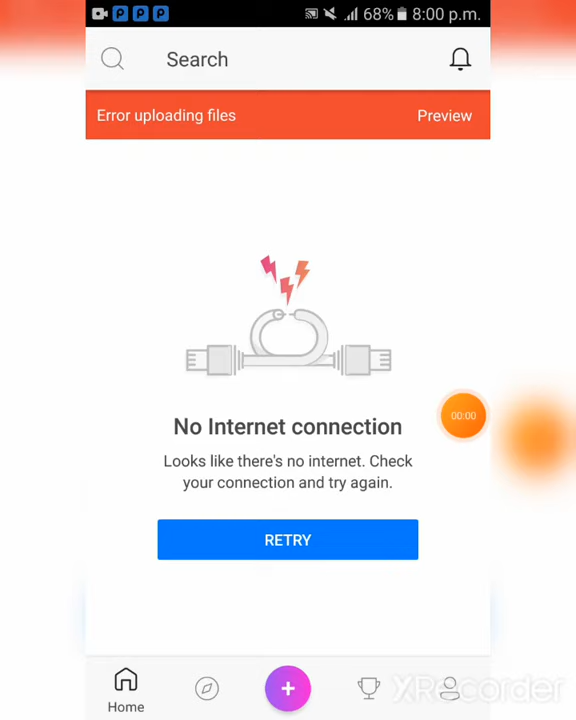 68% 8:00 p.m.
Search
Error uploading files Preview
No Internet connection
00:00
Looks like there's no internet. Check
your connection and try again.
RETRY
Home
XRecorder